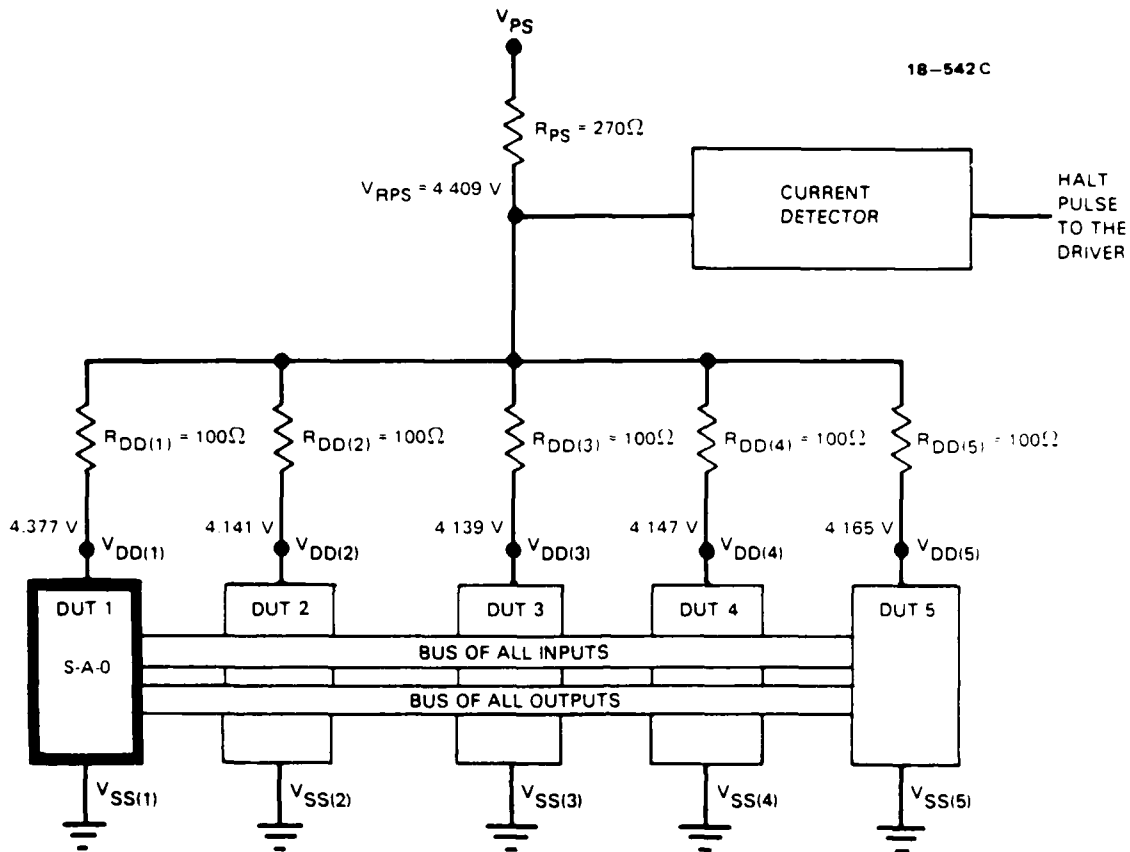 V_PS
18-542 C
R_PS = 270Ω
V_RPS = 4 409 V
CURRENT
DETECTOR
HALT
PULSE
TO THE
DRIVER
R_DD(1) = 100Ω
R_DD(2) = 100Ω
R_DD(3) = 100Ω
R_DD(4) = 100Ω
R_DD(5) = 100Ω
4.377 V
V_DD(1)
4.141 V
V_DD(2)
4 139 V
V_DD(3)
4 147 V
V_DD(4)
4 165 V
V_DD(5)
DUT 1
DUT 2
DUT 3
DUT 4
DUT 5
S-A-0
BUS OF ALL INPUTS
BUS OF ALL OUTPUTS
V_SS(1)
V_SS(2)
V_SS(3)
V_SS(4)
V_SS(5)